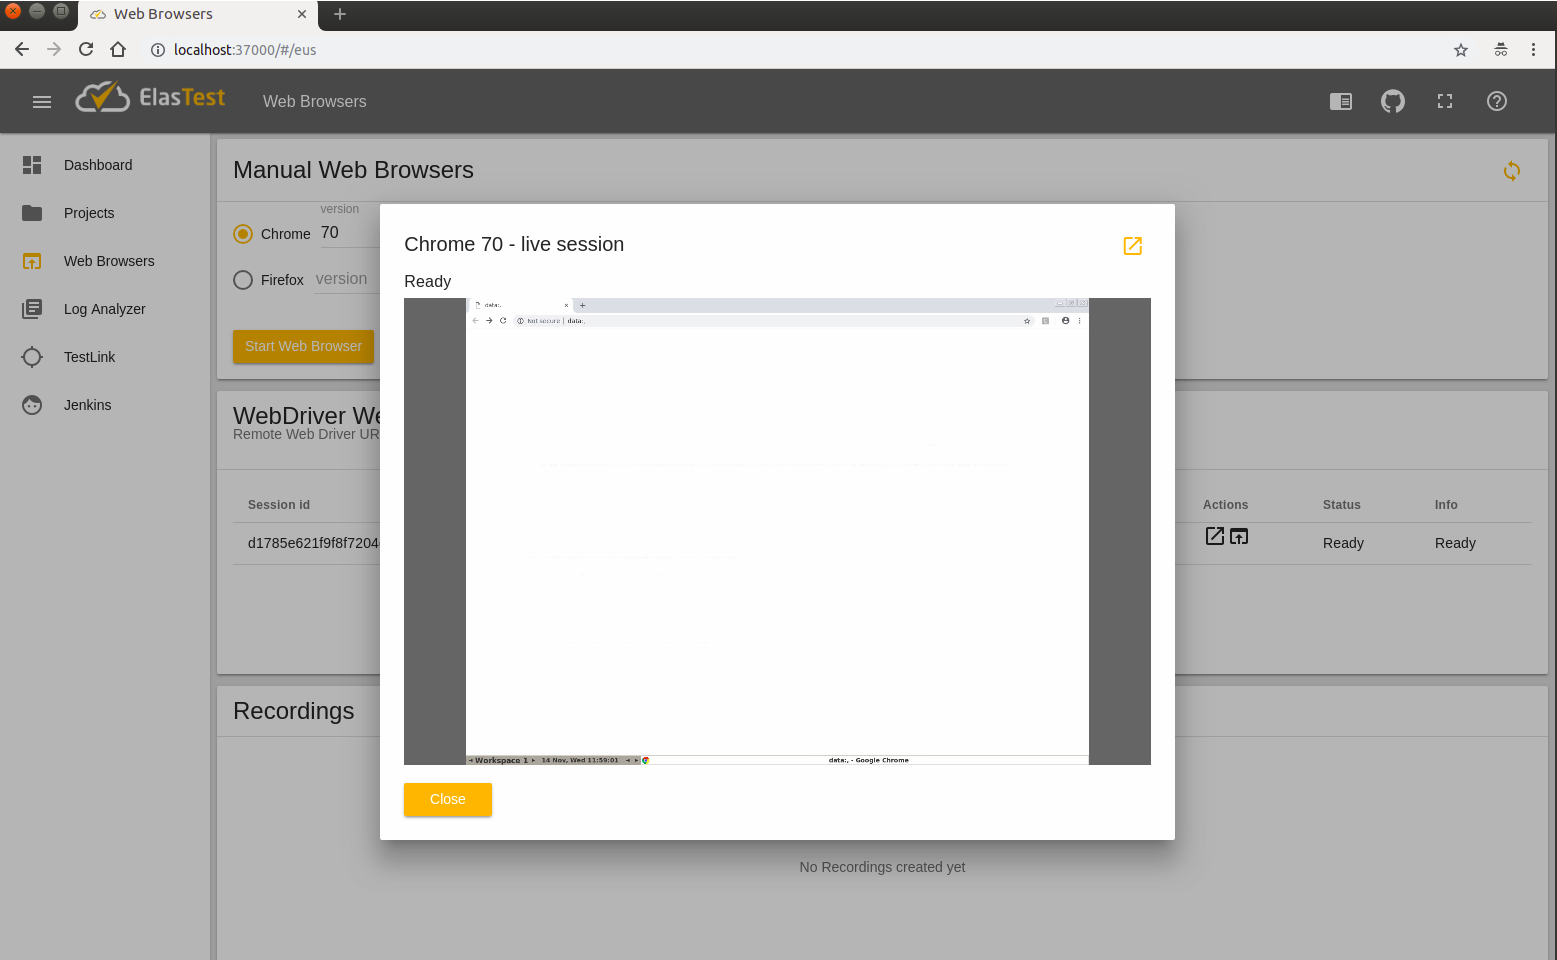 Web Browsers
localhost:37000/#/eus
ElasTest
Web Browsers
Dashboard
Projects
Web Browsers
Log Analyzer
TestLink
Jenkins
Manual Web Browsers
version
Chrome 70
Firefox version
Start Web Browser
WebDriver We
Remote Web Driver UR
Session id
Actions Status Info
d1785e621f9f8f7204
Ready Ready
Recordings
No Recordings created yet
Chrome 70 - live session
Ready
data:,
Not secure | data:,
Workspace 1 14 Nov, Wed 11:59:01 data:, - Google Chrome
Close